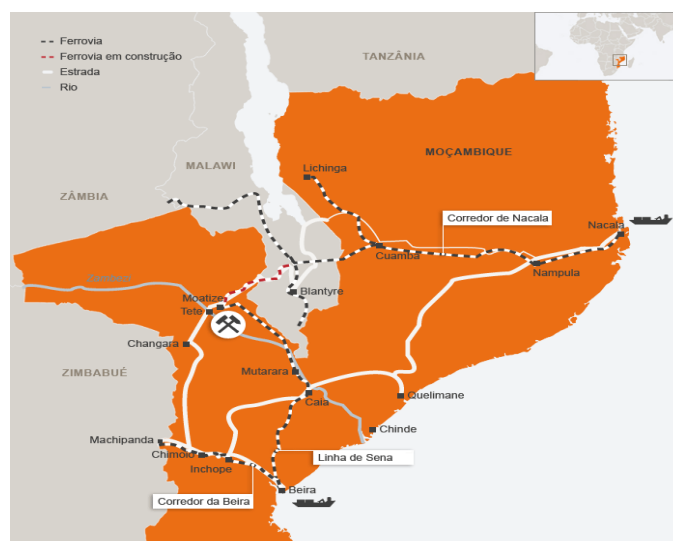 Ferrovia
Ferrovia em construção
Estrada
Rio
TANZÂNIA
MOÇAMBIQUE
MALAWI
Lichinga
ZÂMBIA
Corredor de Nacala
Nacala
Cuamba
Nampula
Zambezi
Blantyre
Moatize
Tete
Changara
ZIMBABUÉ
Mutarara
Caia
Quelimane
Chinde
Machipanda
Chimoio
Inchope
Linha de Sena
Corredor da Beira
Beira